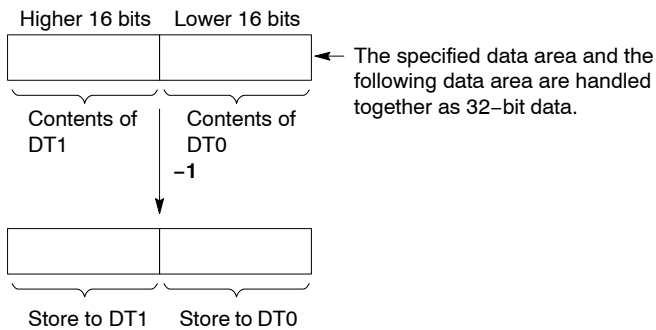 Higher 16 bits Lower 16 bits
The specified data area and the
following data area are handled
together as 32–bit data.
Contents of DT1
Contents of DT0
–1
Store to DT1 Store to DT0